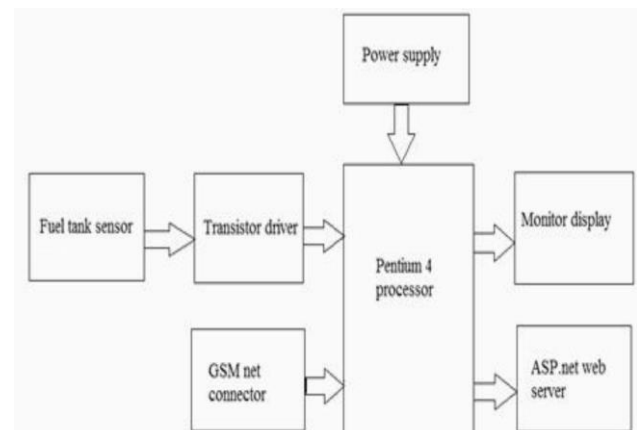 Power supply
Fuel tank sensor
Transistor driver
Monitor display
Pentium 4
processor
GSM net
connector
ASP.net web
server